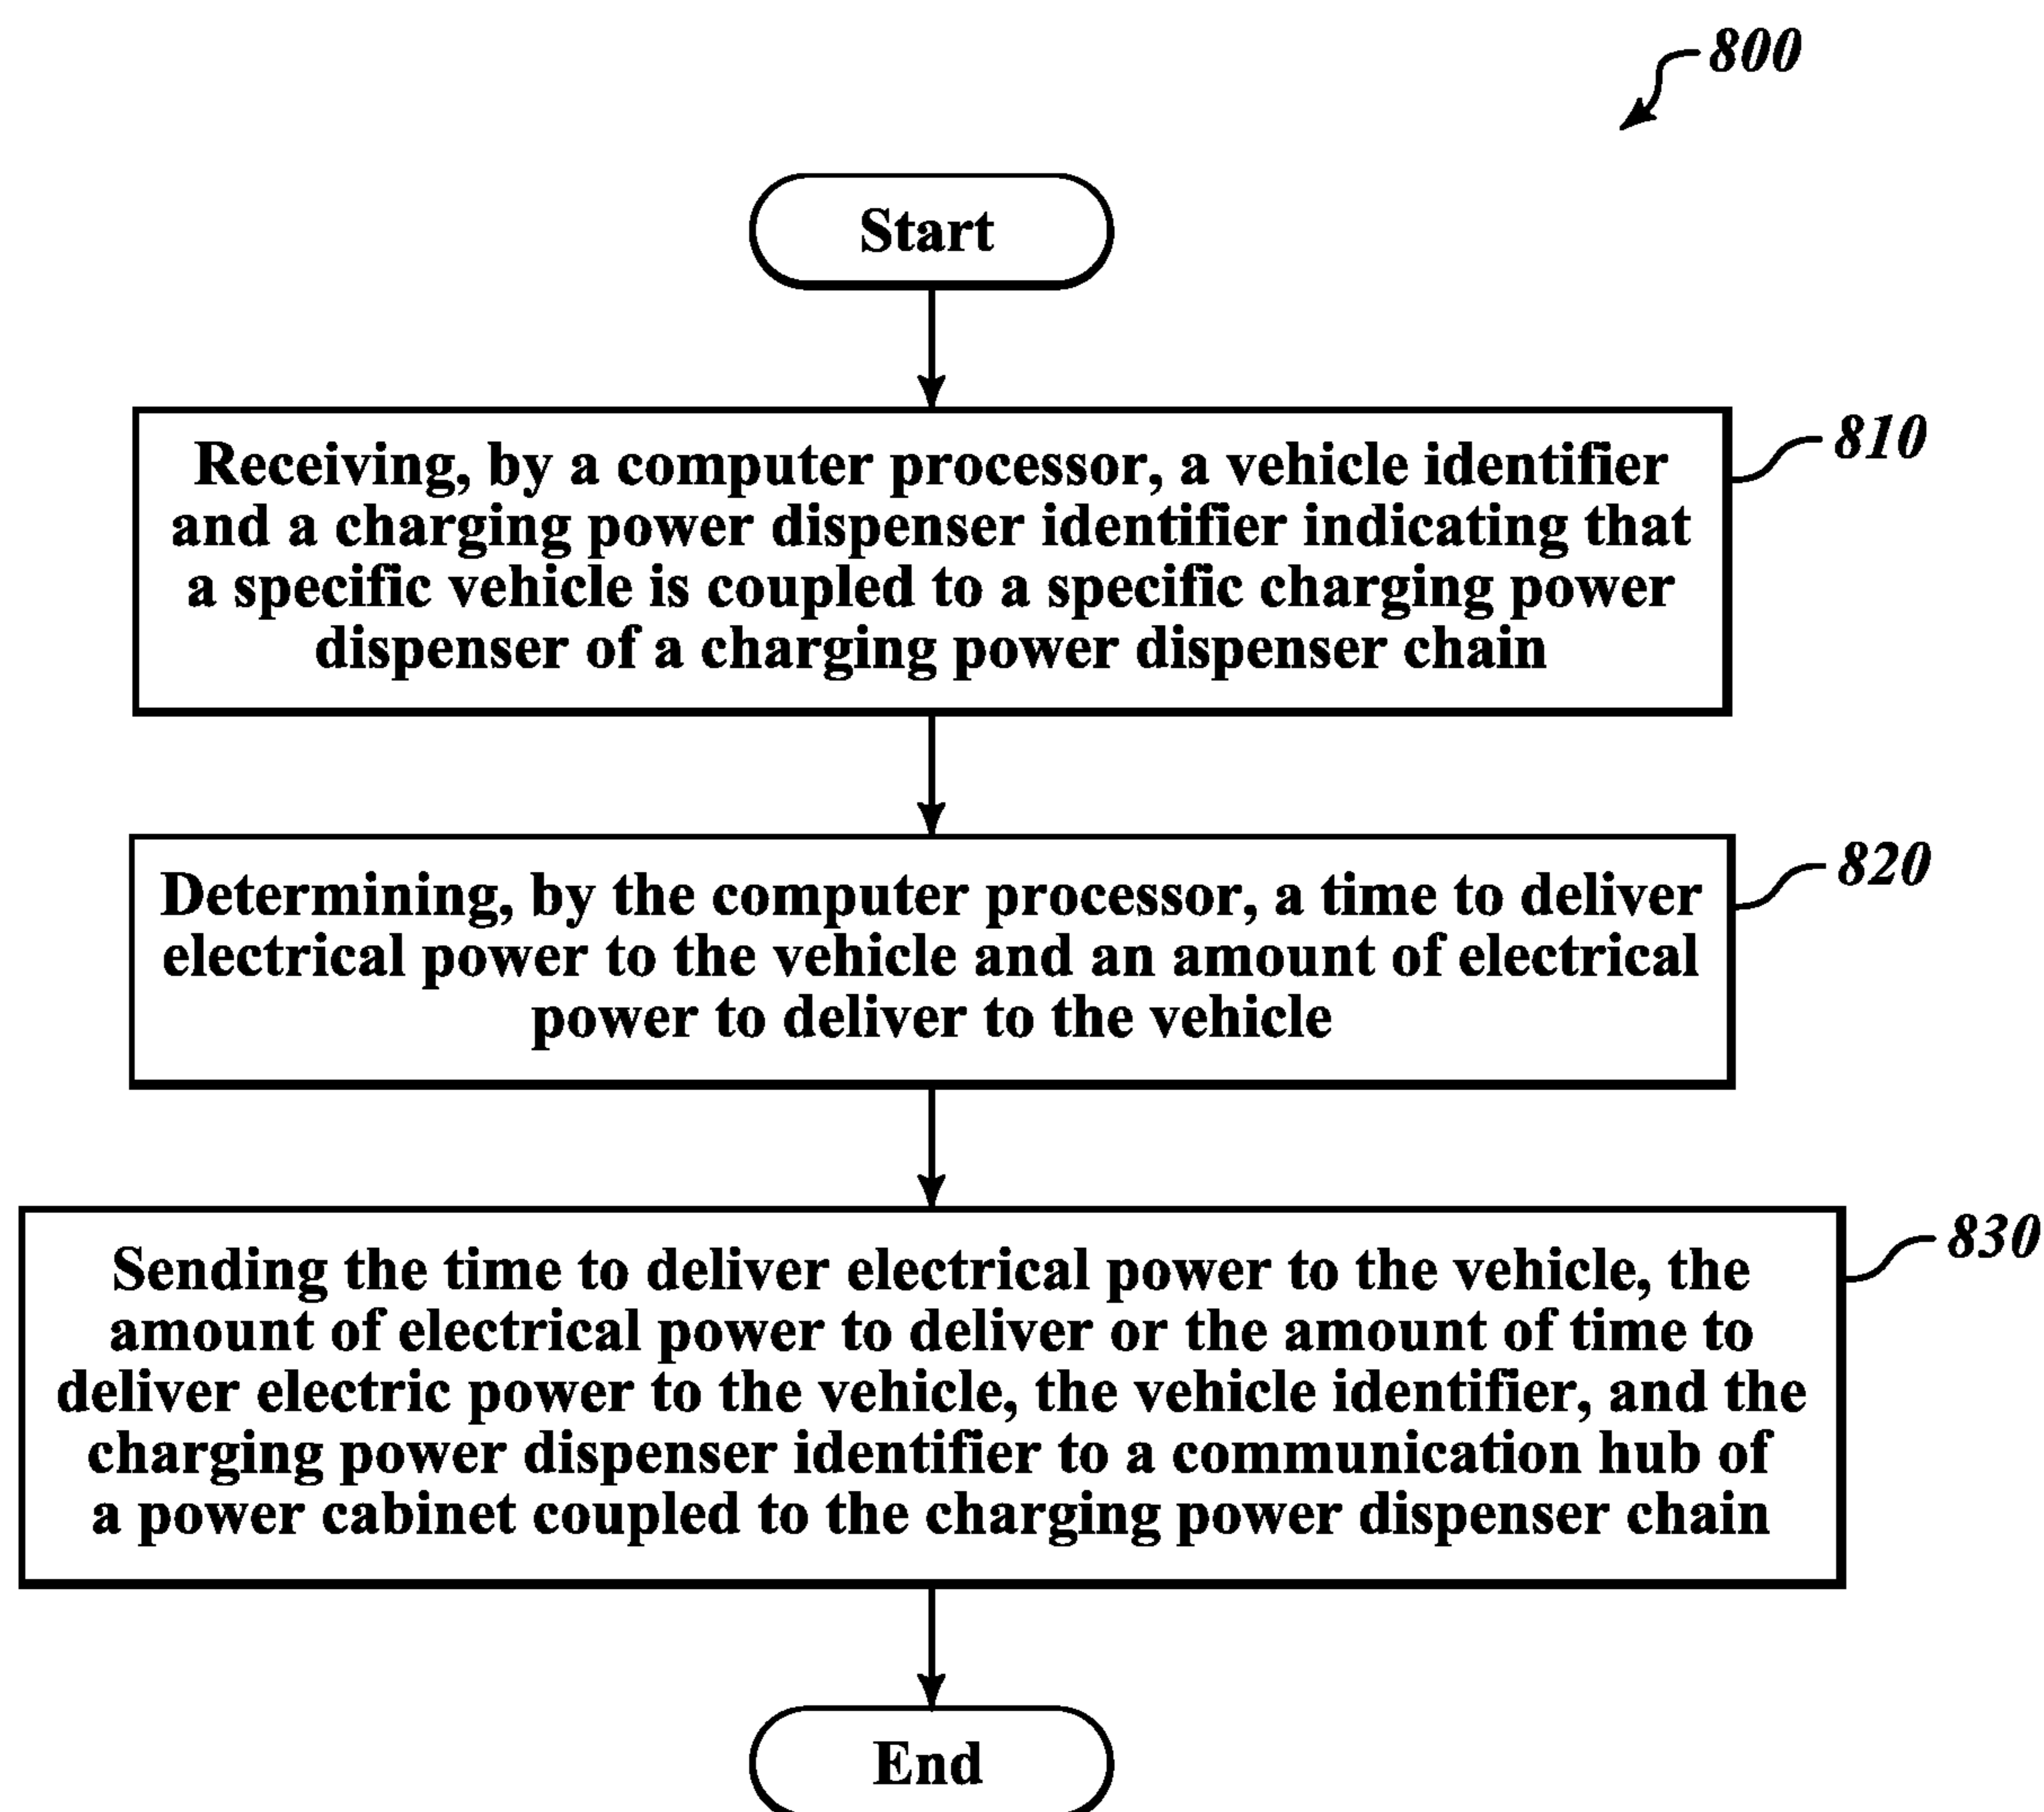 800
Start
Receiving, by a computer processor, a vehicle identifier
and a charging power dispenser identifier indicating that
a specific vehicle is coupled to a specific charging power
dispenser of a charging power dispenser chain
810
Determining, by the computer processor, a time to deliver
electrical power to the vehicle and an amount of electrical
power to deliver to the vehicle
820
Sending the time to deliver electrical power to the vehicle, the
amount of electrical power to deliver or the amount of time to
deliver electric power to the vehicle, the vehicle identifier, and the
charging power dispenser identifier to a communication hub of
a power cabinet coupled to the charging power dispenser chain
830
End